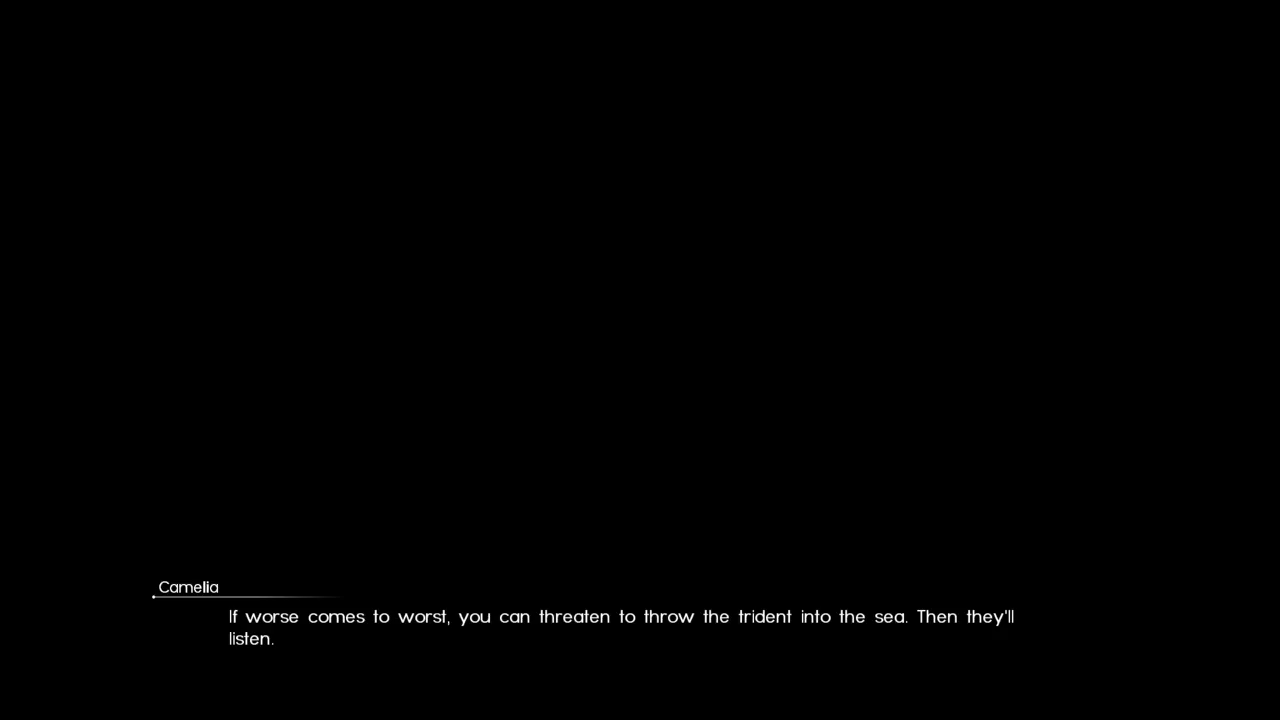 Camelia
If worse comes to worst, you can threaten to throw the trident into the sea. Then they'll
listen.